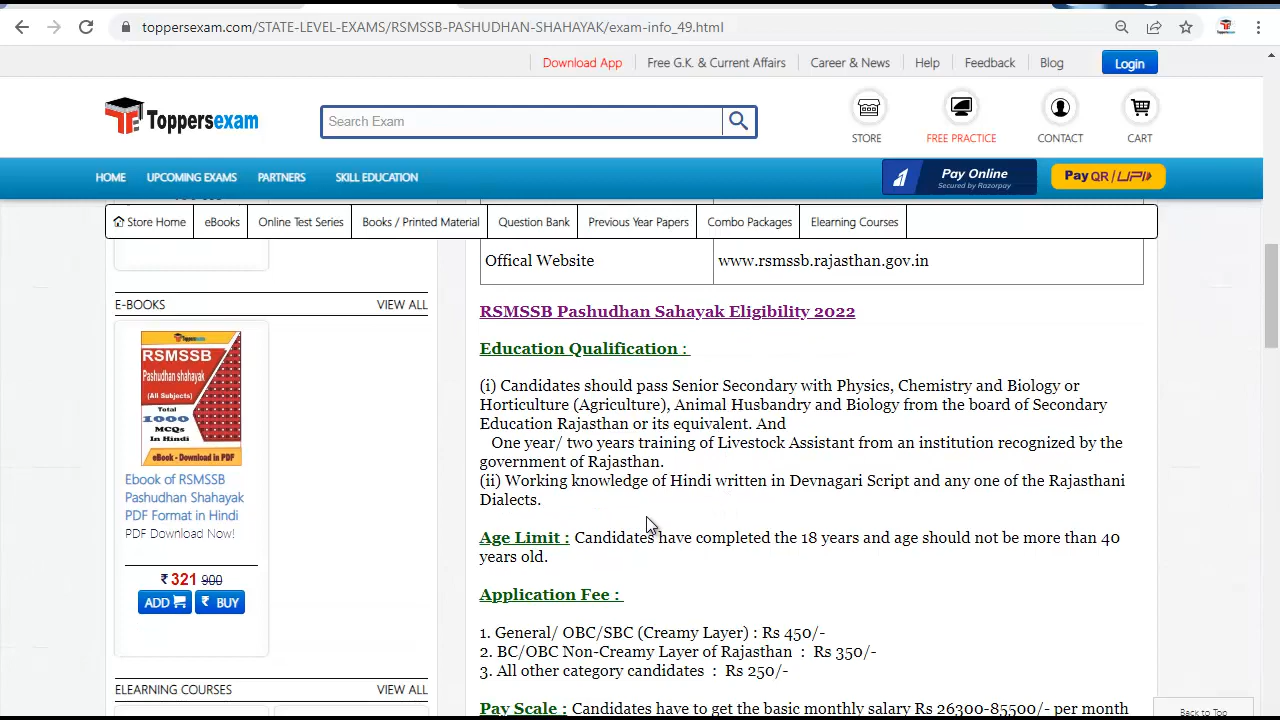 toppersexam.com/STATE-LEVEL-EXAMS/RSMSSB-PASHUDHAN-SHAHAYAK/exam-info_49.html
Download App
Free G.K. & Current Affairs
Career & News
Help
Feedback
Blog
Login
Toppersexam
Search Exam
STORE
FREE PRACTICE
CONTACT
CART
HOME
UPCOMING EXAMS
PARTNERS
SKILL EDUCATION
Pay Online
Secured by Razorpay
Pay QR/UPI
Store Home
eBooks
Online Test Series
Books / Printed Material
Question Bank
Previous Year Papers
Combo Packages
Elearning Courses
Offical Website
www.rsmssb.rajasthan.gov.in
E-BOOKS
VIEW ALL
Toppersexam
RSMSSB
Pashudhan shahayak
(All Subjects)
Total
1000
MCQs
In Hindi
eBook - Download in PDF
Ebook of RSMSSB
Pashudhan Shahayak
PDF Format in Hindi
PDF Download Now!
₹ 321 900
ADD
₹ BUY
ELEARNING COURSES
VIEW ALL
RSMSSB Pashudhan Sahayak Eligibility 2022
Education Qualification :
(i) Candidates should pass Senior Secondary with Physics, Chemistry and Biology or
Horticulture (Agriculture), Animal Husbandry and Biology from the board of Secondary
Education Rajasthan or its equivalent. And
One year/ two years training of Livestock Assistant from an institution recognized by the
government of Rajasthan.
(ii) Working knowledge of Hindi written in Devnagari Script and any one of the Rajasthani
Dialects.
Age Limit : Candidates have completed the 18 years and age should not be more than 40
years old.
Application Fee :
1. General/ OBC/SBC (Creamy Layer) : Rs 450/-
2. BC/OBC Non-Creamy Layer of Rajasthan : Rs 350/-
3. All other category candidates : Rs 250/-
Pay Scale : Candidates have to get the basic monthly salary Rs 26300-85500/- per month
Back to Top